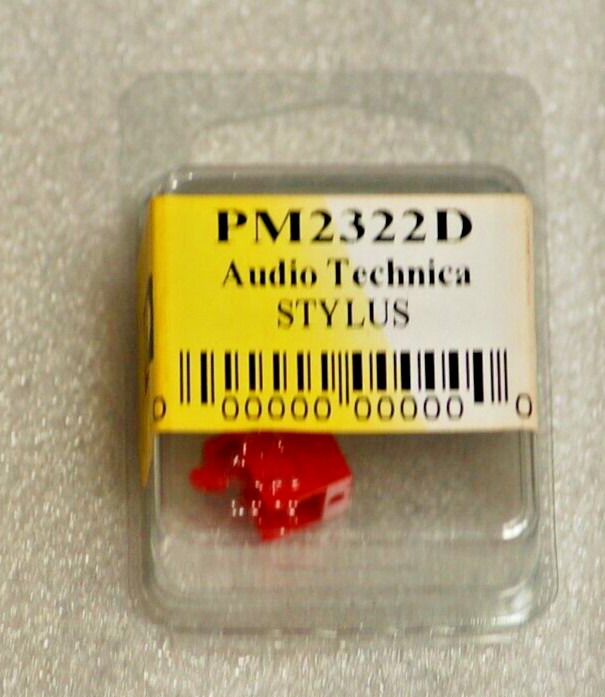 PM2322D
Audio Technica
STYLUS
0 00000 00000 0